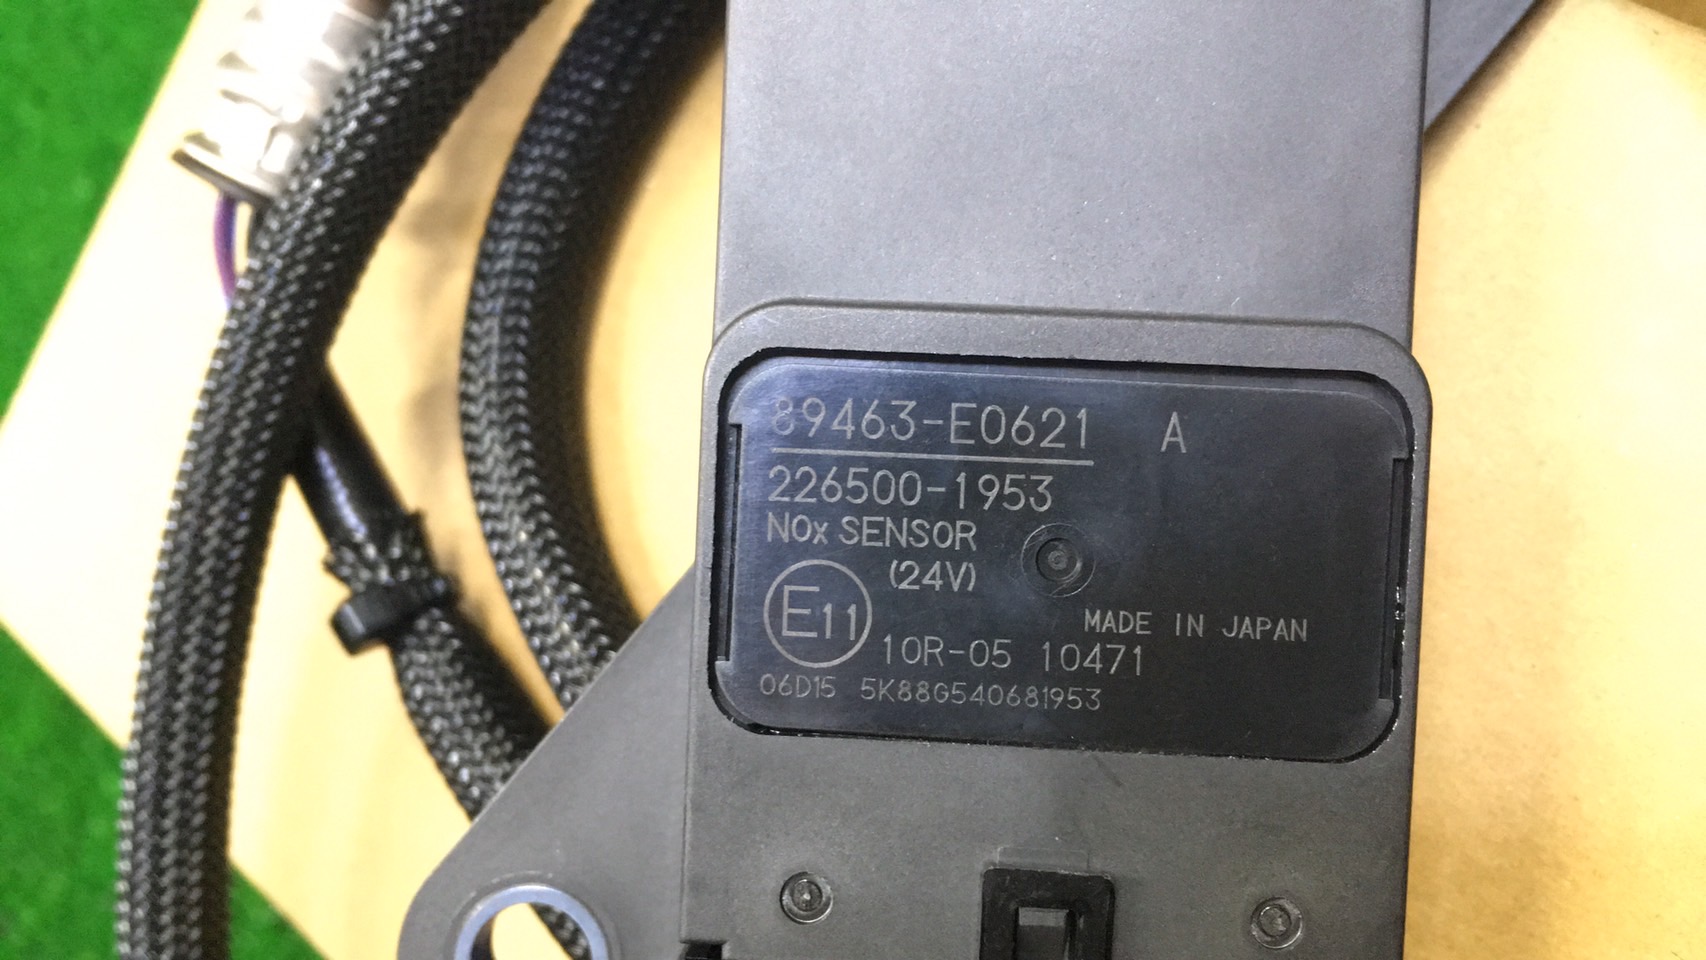 89463-E0621 A
226500-1953
NOx SENSOR
(24V)
E11
MADE IN JAPAN
10R-05 10471
06D15 5K88G540681953